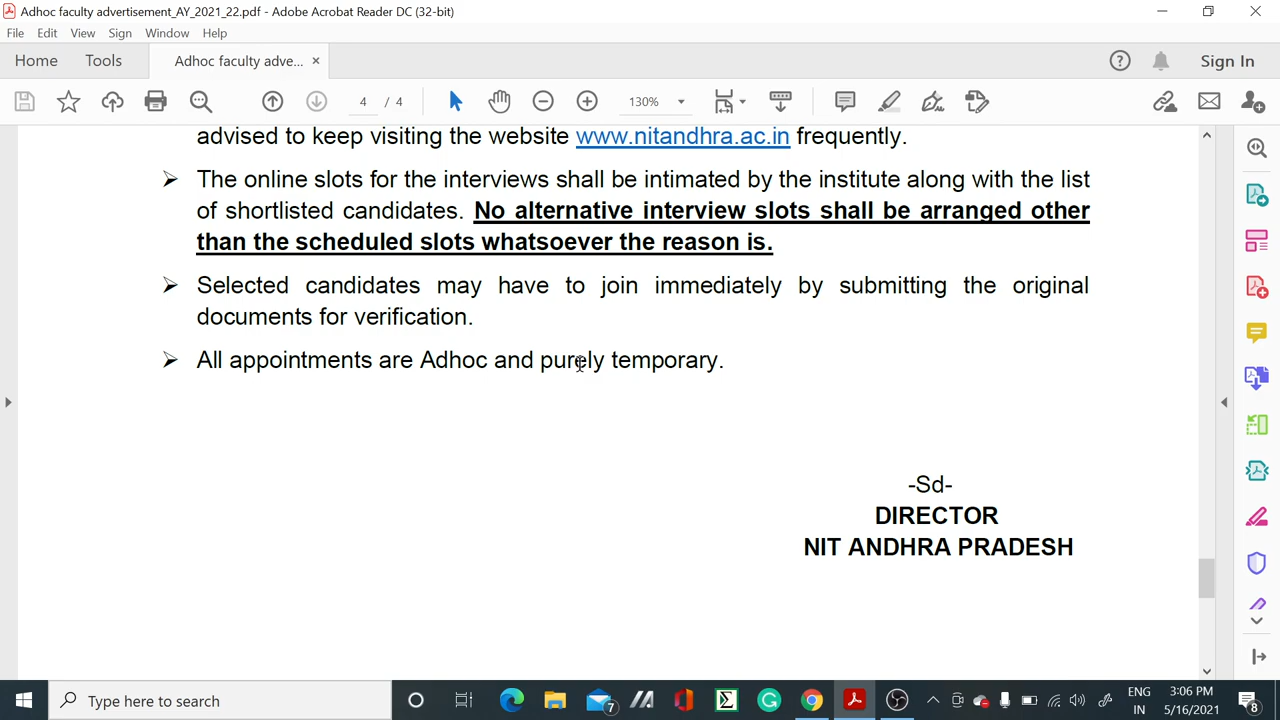 Adhoc faculty advertisement_AY_2021_22.pdf - Adobe Acrobat Reader DC (32-bit)
File Edit View Sign Window Help
Home Tools Adhoc faculty adve... × Sign In
4 / 4 130%
advised to keep visiting the website www.nitandhra.ac.in frequently.
➢ The online slots for the interviews shall be intimated by the institute along with the list
of shortlisted candidates. No alternative interview slots shall be arranged other
than the scheduled slots whatsoever the reason is.
➢ Selected candidates may have to join immediately by submitting the original
documents for verification.
➢ All appointments are Adhoc and purely temporary.
-Sd-
DIRECTOR
NIT ANDHRA PRADESH
Type here to search 7 ENG 3:06 PM
IN 5/16/2021 8